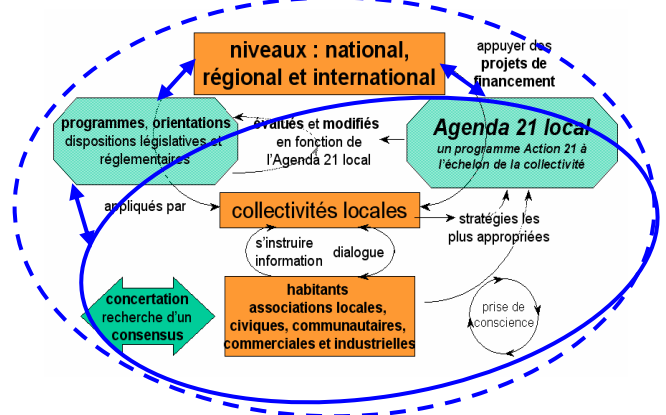 niveaux : national,
régional et international
appuyer des
projets de
financement
programmes, orientations
dispositions législatives et
réglementaires
évalués et modifiés
en fonction de
l'Agenda 21 local
Agenda 21 local
un programme Action 21 à
l'échelon de la collectivité
appliqués par
collectivités locales
stratégies les
plus appropriées
s'instruire
information
dialogue
habitants
associations locales,
civiques, communautaires,
commerciales et industrielles
concertation
recherche d'un
consensus
prise de
conscience